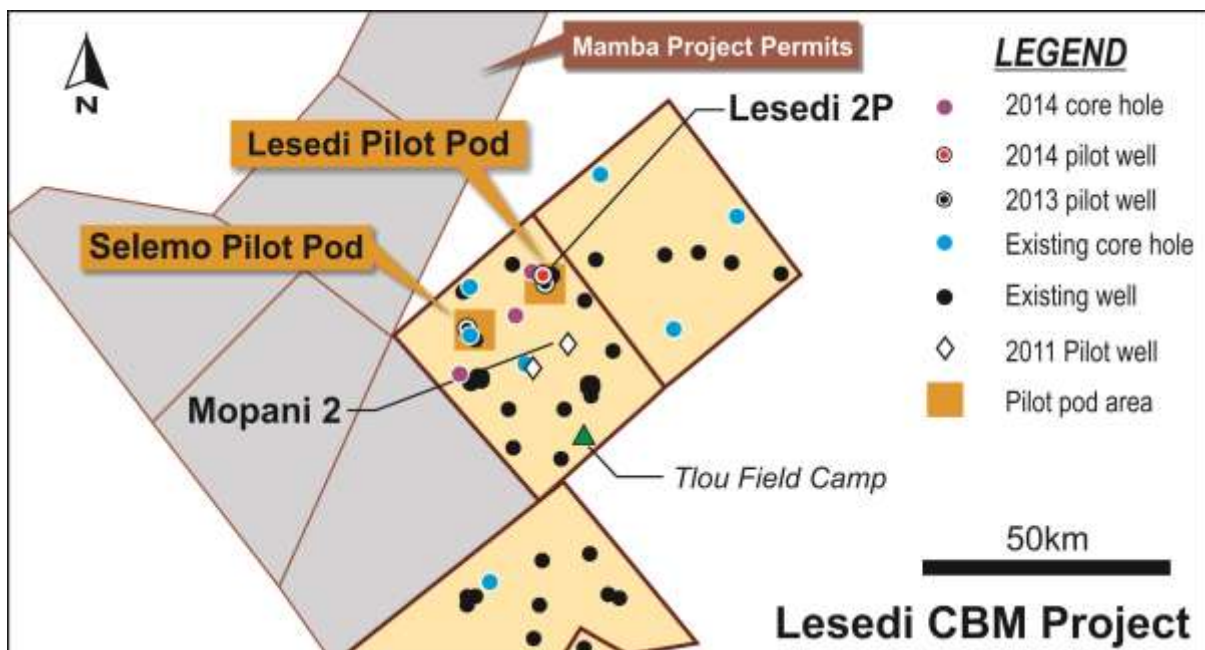 Mamba Project Permits
N
Lesedi 2P
Lesedi Pilot Pod
Selemo Pilot Pod
Mopani 2
Tlou Field Camp
LEGEND
2014 core hole
2014 pilot well
2013 pilot well
Existing core hole
Existing well
2011 Pilot well
Pilot pod area
50km
Lesedi CBM Project